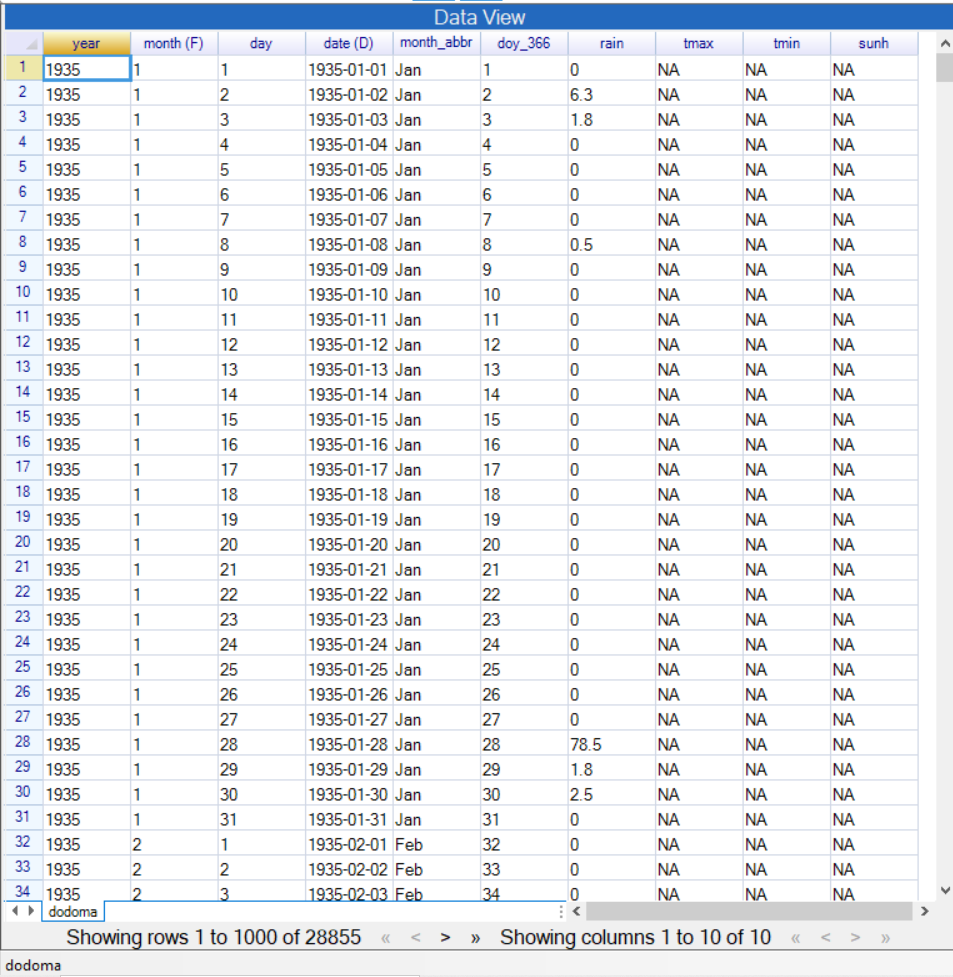 Data View
year month (F) day date (D) month_abbr doy_366 rain tmax tmin sunh
1 1935 1 1 1935-01-01 Jan 1 0 NA NA NA
2 1935 1 2 1935-01-02 Jan 2 6.3 NA NA NA
3 1935 1 3 1935-01-03 Jan 3 1.8 NA NA NA
4 1935 1 4 1935-01-04 Jan 4 0 NA NA NA
5 1935 1 5 1935-01-05 Jan 5 0 NA NA NA
6 1935 1 6 1935-01-06 Jan 6 0 NA NA NA
7 1935 1 7 1935-01-07 Jan 7 0 NA NA NA
8 1935 1 8 1935-01-08 Jan 8 0.5 NA NA NA
9 1935 1 9 1935-01-09 Jan 9 0 NA NA NA
10 1935 1 10 1935-01-10 Jan 10 0 NA NA NA
11 1935 1 11 1935-01-11 Jan 11 0 NA NA NA
12 1935 1 12 1935-01-12 Jan 12 0 NA NA NA
13 1935 1 13 1935-01-13 Jan 13 0 NA NA NA
14 1935 1 14 1935-01-14 Jan 14 0 NA NA NA
15 1935 1 15 1935-01-15 Jan 15 0 NA NA NA
16 1935 1 16 1935-01-16 Jan 16 0 NA NA NA
17 1935 1 17 1935-01-17 Jan 17 0 NA NA NA
18 1935 1 18 1935-01-18 Jan 18 0 NA NA NA
19 1935 1 19 1935-01-19 Jan 19 0 NA NA NA
20 1935 1 20 1935-01-20 Jan 20 0 NA NA NA
21 1935 1 21 1935-01-21 Jan 21 0 NA NA NA
22 1935 1 22 1935-01-22 Jan 22 0 NA NA NA
23 1935 1 23 1935-01-23 Jan 23 0 NA NA NA
24 1935 1 24 1935-01-24 Jan 24 0 NA NA NA
25 1935 1 25 1935-01-25 Jan 25 0 NA NA NA
26 1935 1 26 1935-01-26 Jan 26 0 NA NA NA
27 1935 1 27 1935-01-27 Jan 27 0 NA NA NA
28 1935 1 28 1935-01-28 Jan 28 78.5 NA NA NA
29 1935 1 29 1935-01-29 Jan 29 1.8 NA NA NA
30 1935 1 30 1935-01-30 Jan 30 2.5 NA NA NA
31 1935 1 31 1935-01-31 Jan 31 0 NA NA NA
32 1935 2 1 1935-02-01 Feb 32 0 NA NA NA
33 1935 2 2 1935-02-02 Feb 33 0 NA NA NA
34 1935 2 3 1935-02-03 Feb 34 0 NA NA NA
dodoma
Showing rows 1 to 1000 of 28855 « < > » Showing columns 1 to 10 of 10 « < > »
dodoma